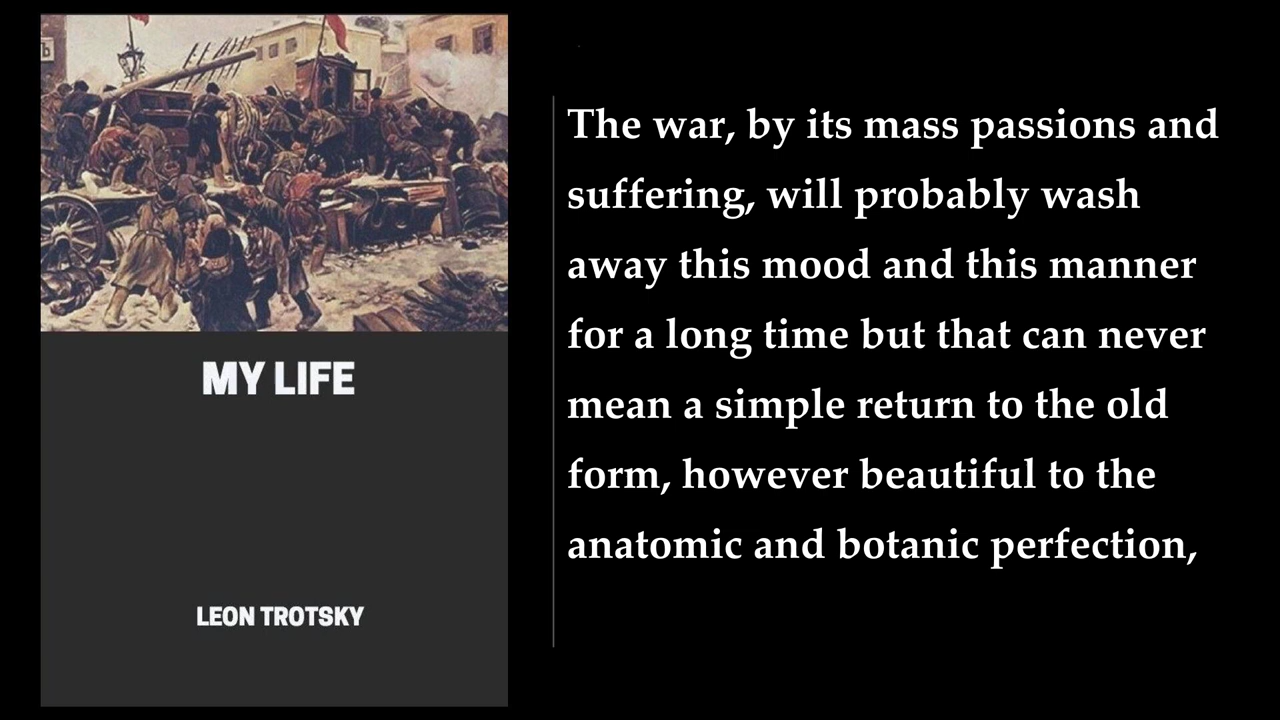 MY LIFE
LEON TROTSKY
The war, by its mass passions and
suffering, will probably wash
away this mood and this manner
for a long time but that can never
mean a simple return to the old
form, however beautiful to the
anatomic and botanic perfection,